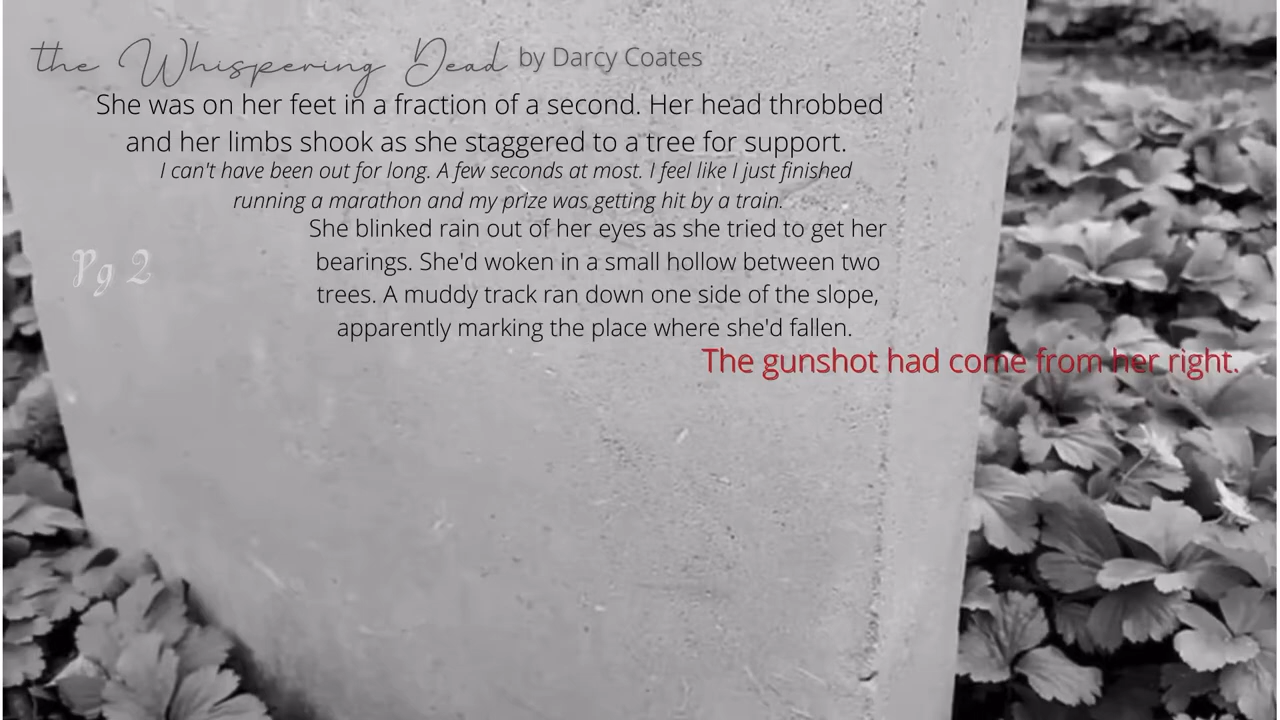 the Whispering Dead by Darcy Coates
She was on her feet in a fraction of a second. Her head throbbed
and her limbs shook as she staggered to a tree for support.
I can't have been out for long. A few seconds at most. I feel like I just finished
running a marathon and my prize was getting hit by a train.
She blinked rain out of her eyes as she tried to get her
bearings. She'd woken in a small hollow between two
trees. A muddy track ran down one side of the slope,
apparently marking the place where she'd fallen.
Pg 2
The gunshot had come from her right.